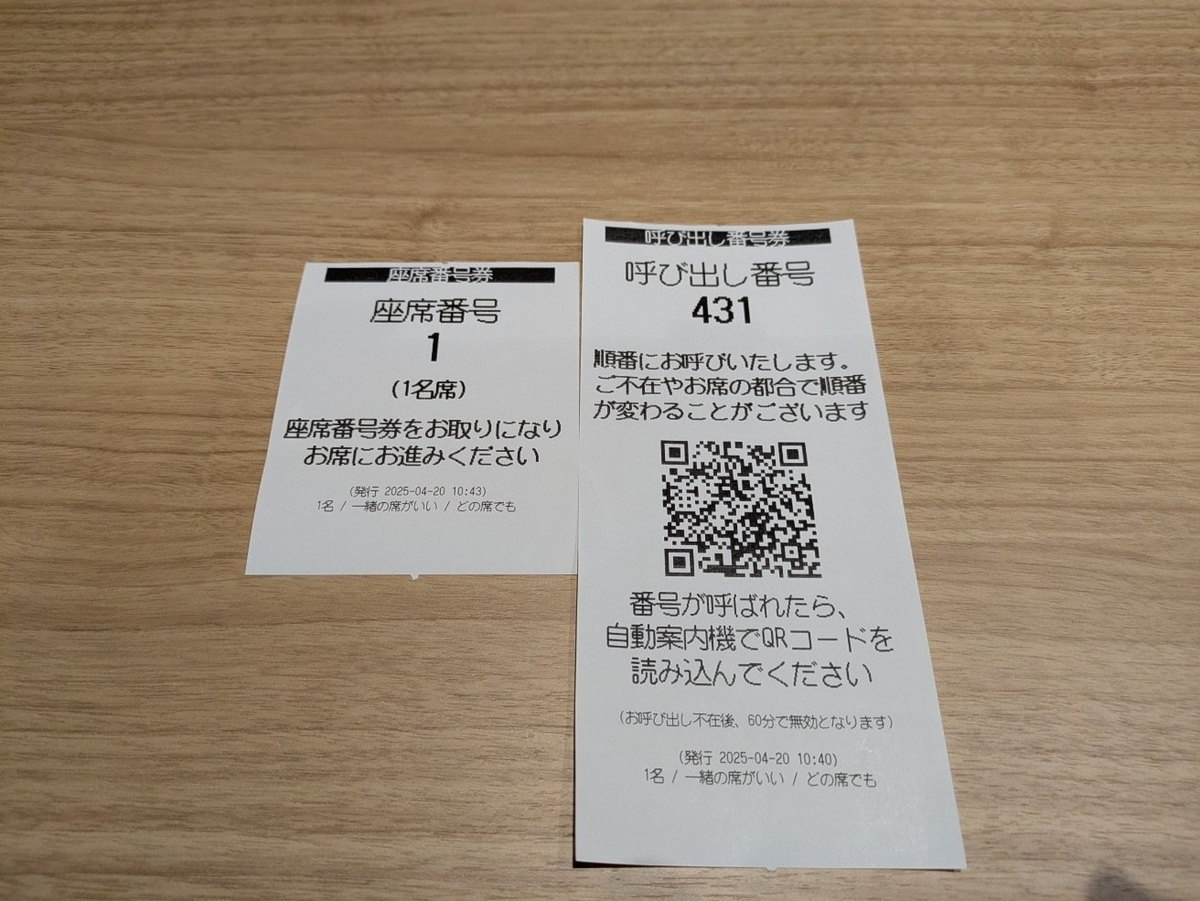 座席番号券
座席番号
1
(1名席)
座席番号券をお取りになり
お席にお進みください
(発行 2025-04-20 10:43)
1名 / 一緒の席がいい / どの席でも
呼び出し番号券
呼び出し番号
431
順番にお呼びいたします。
ご不在やお席の都合で順番
が変わることがございます
番号が呼ばれたら、
自動案内機でQRコードを
読み込んでください
(お呼び出し不在後、60分で無効となります)
(発行 2025-04-20 10:40)
1名 / 一緒の席がいい / どの席でも